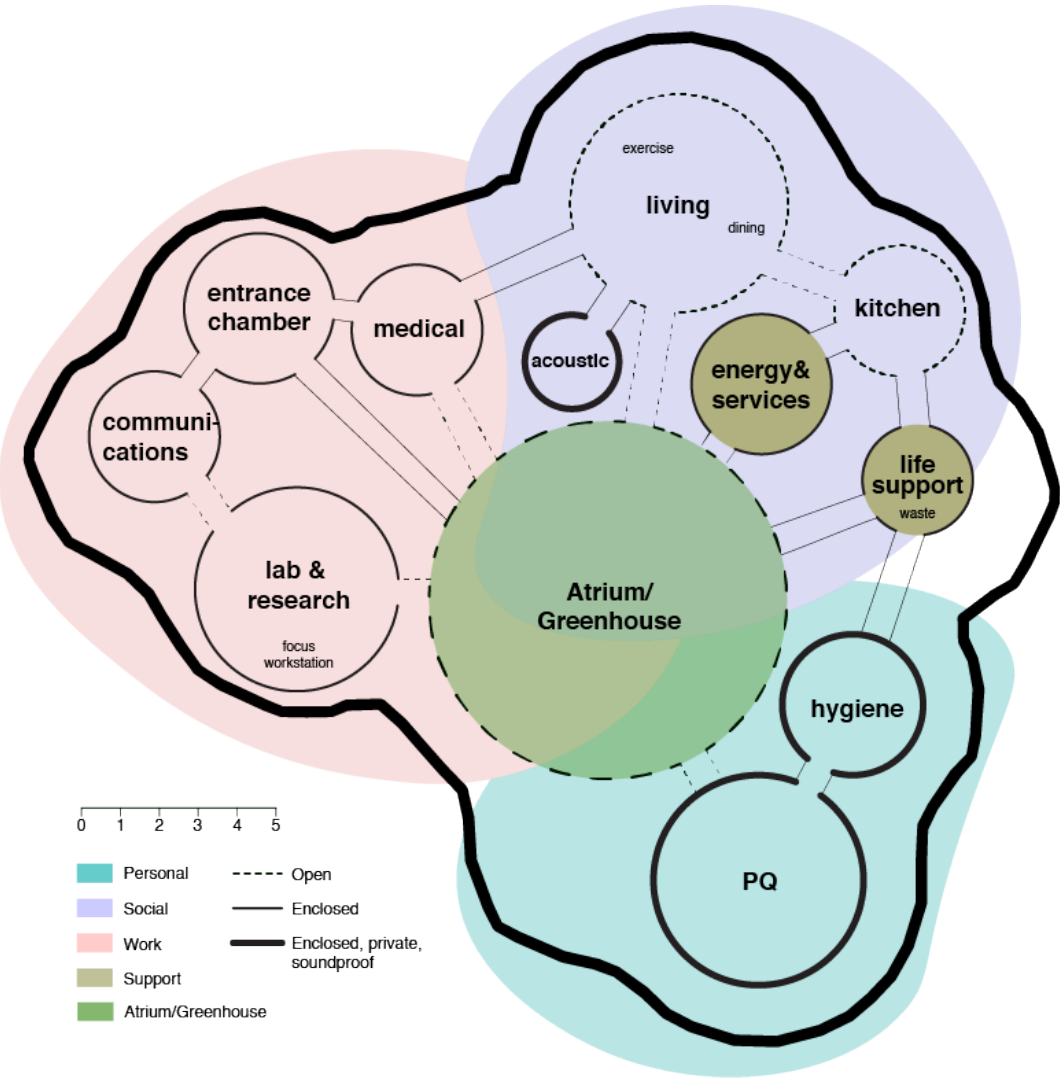 exercise
living
dining
entrance
chamber
medical
kitchen
acoustic
energy&
services
communi-
cations
life
support
waste
lab &
research
focus
workstation
Atrium/
Greenhouse
hygiene
PQ
0 1 2 3 4 5
Personal
Open
Social
Enclosed
Work
Enclosed, private,
soundproof
Support
Atrium/Greenhouse